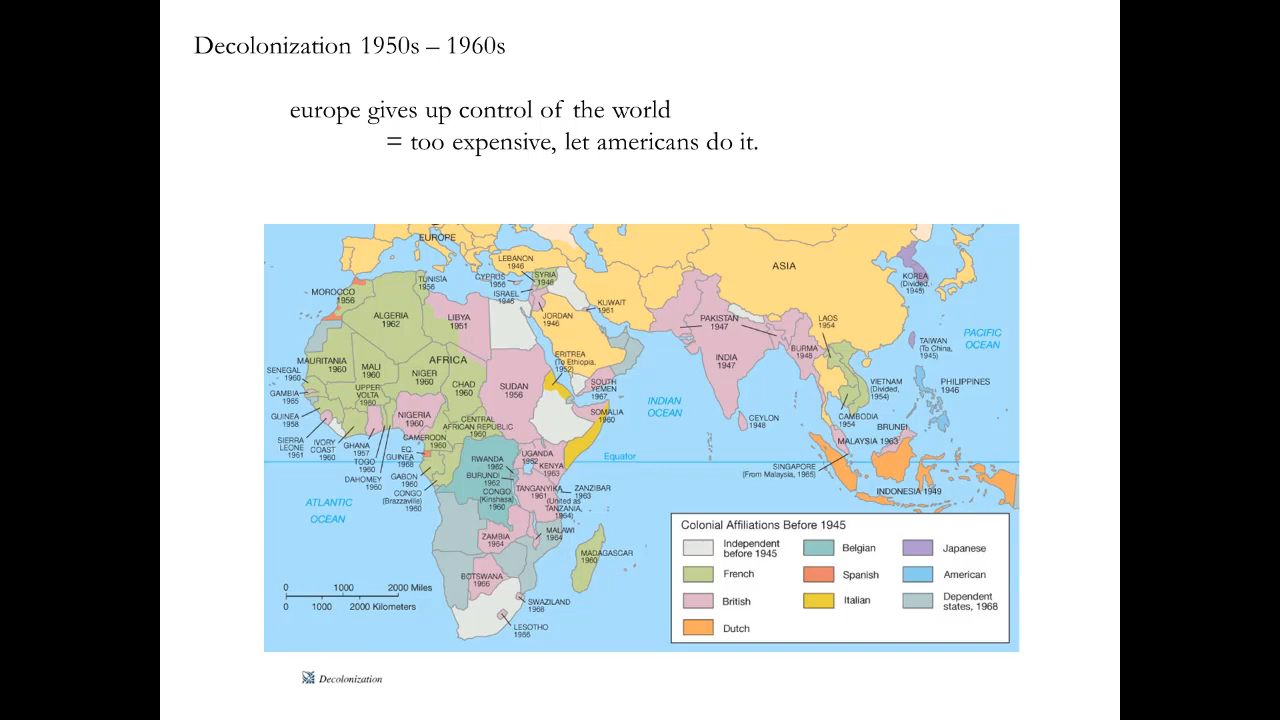 Decolonization 1950s – 1960s
europe gives up control of the world
= too expensive, let americans do it.
EUROPE
ASIA
LEBANON
1946
CYPRUS
1956
SYRIA
1946
ISRAEL
1946
TUNISIA
1956
MOROCCO
1956
ALGERIA
1962
LIBYA
1951
JORDAN
1946
KUWAIT
1961
PAKISTAN
1947
INDIA
1947
BURMA
1948
LAOS
1954
KOREA
(Divided,
1945)
TAIWAN
(To China,
1945)
PACIFIC
OCEAN
PHILIPPINES
1946
VIETNAM
(Divided,
1954)
CAMBODIA
1954
BRUNEI
MALAYSIA 1963
SINGAPORE
(From Malaysia, 1965)
INDONESIA 1949
CEYLON
1948
INDIAN
OCEAN
Equator
MAURITANIA
1960
MALI
1960
NIGER
1960
AFRICA
CHAD
1960
SUDAN
1956
ERITREA
(To Ethiopia,
1952)
SOUTH
YEMEN
1967
SOMALIA
1960
SENEGAL
1960
GAMBIA
1965
GUINEA
1958
SIERRA
LEONE
1961
IVORY
COAST
1960
UPPER
VOLTA
1960
GHANA
1957
TOGO
1960
DAHOMEY
1960
NIGERIA
1960
CAMEROON
1960
CENTRAL
AFRICAN REPUBLIC
1960
EQ.
GUINEA
1968
GABON
1960
CONGO
(Brazzaville)
1960
RWANDA
1962
BURUNDI
1962
CONGO
(Kinshasa)
1960
UGANDA
1962
KENYA
1963
TANGANYIKA
1961
ZANZIBAR
1963
(United as
TANZANIA,
1964)
MALAWI
1964
ZAMBIA
1964
MADAGASCAR
1960
BOTSWANA
1966
SWAZILAND
1968
LESOTHO
1966
ATLANTIC
OCEAN
0 1000 2000 Miles
0 1000 2000 Kilometers
Colonial Affiliations Before 1945
Independent
before 1945
French
British
Dutch
Belgian
Spanish
Italian
Japanese
American
Dependent
states, 1968
Decolonization